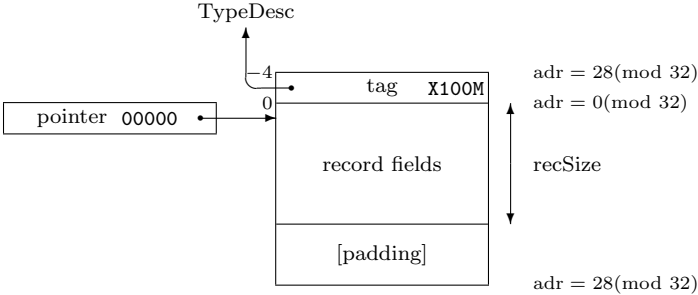 TypeDesc
−4
tag X100M
adr = 28(mod 32)
0
adr = 0(mod 32)
pointer 00000
record fields
recSize
[padding]
adr = 28(mod 32)